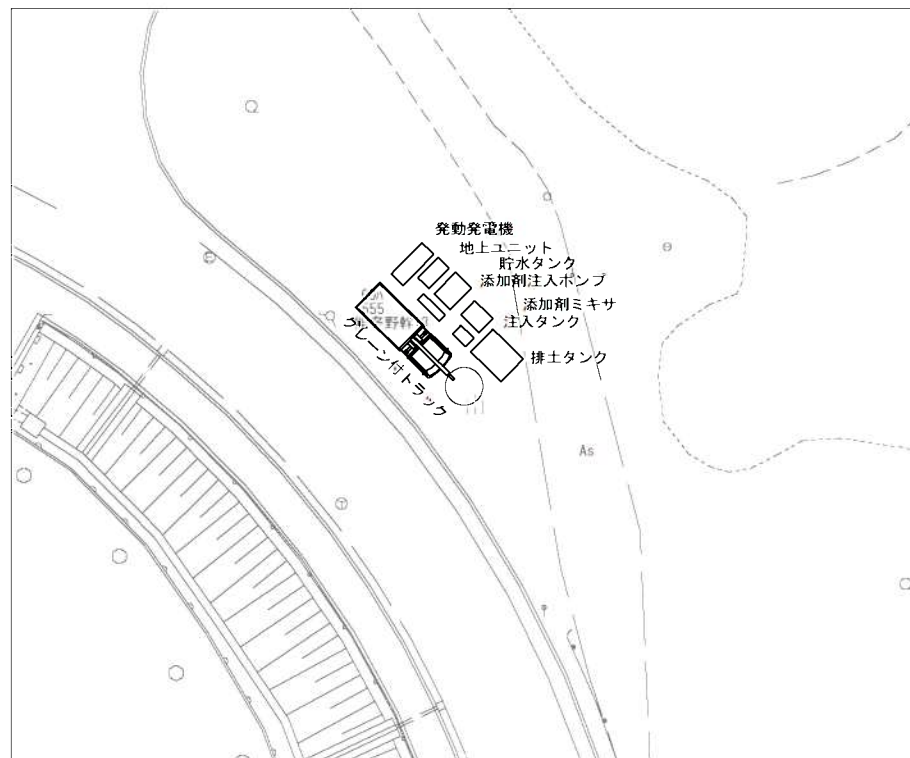 発動発電機
地上ユニット
貯水タンク
添加剤注入ポンプ
添加剤ミキサ
注入タンク
排土タンク
クレーン付トラック
655
As